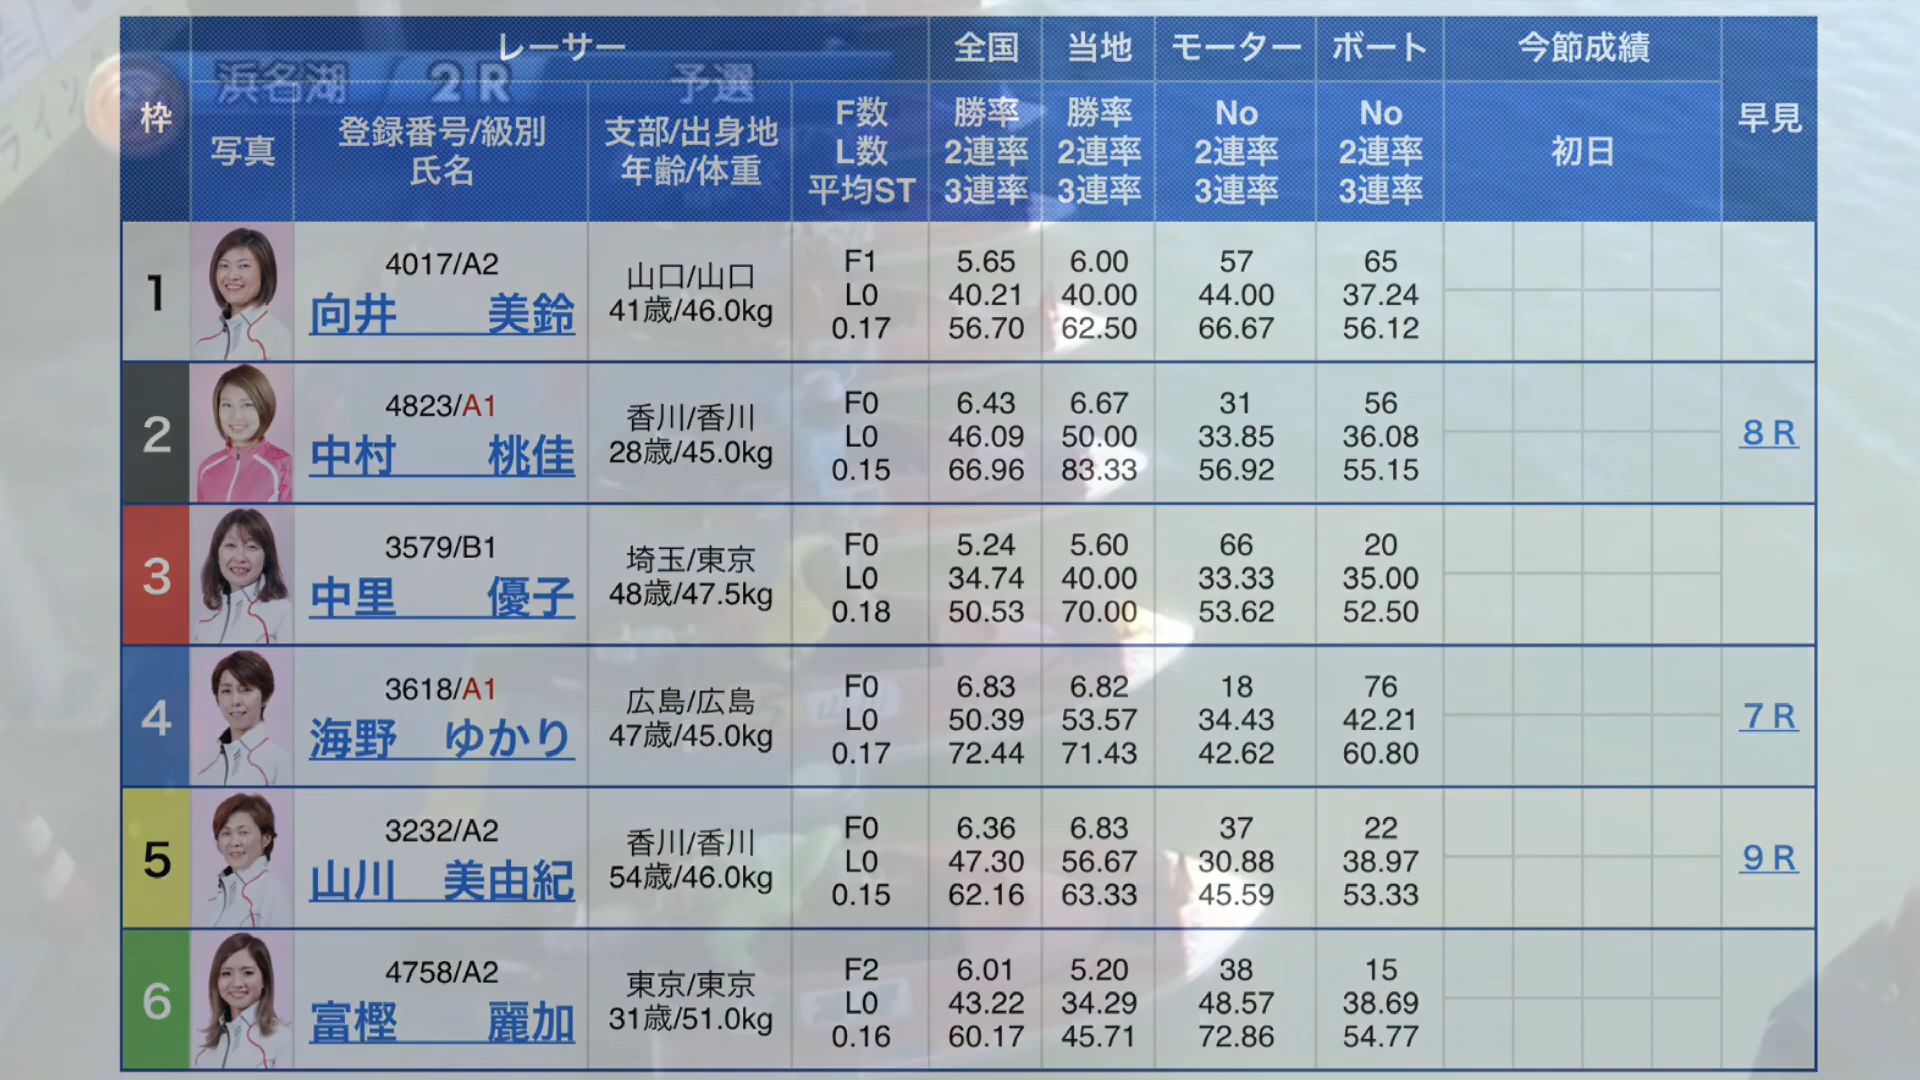 レーサー 全国 当地 モーター ボート 今節成績
浜名湖 2R 予選
枠 写真 登録番号/級別 氏名 支部/出身地 年齢/体重 F数 L数 平均ST 勝率 2連率 3連率 勝率 2連率 3連率 No 2連率 3連率 No 2連率 3連率 初日 早見
1
4017/A2
向井 美鈴
山口/山口
41歳/46.0kg
F1 5.65 6.00 57 65
L0 40.21 40.00 44.00 37.24
0.17 56.70 62.50 66.67 56.12
2
4823/A1
中村 桃佳
香川/香川
28歳/45.0kg
F0 6.43 6.67 31 56
L0 46.09 50.00 33.85 36.08
0.15 66.96 83.33 56.92 55.15
8R
3
3579/B1
中里 優子
埼玉/東京
48歳/47.5kg
F0 5.24 5.60 66 20
L0 34.74 40.00 33.33 35.00
0.18 50.53 70.00 53.62 52.50
4
3618/A1
海野 ゆかり
広島/広島
47歳/45.0kg
F0 6.83 6.82 18 76
L0 50.39 53.57 34.43 42.21
0.17 72.44 71.43 42.62 60.80
7R
5
3232/A2
山川 美由紀
香川/香川
54歳/46.0kg
F0 6.36 6.83 37 22
L0 47.30 56.67 30.88 38.97
0.15 62.16 63.33 45.59 53.33
9R
6
4758/A2
富樫 麗加
東京/東京
31歳/51.0kg
F2 6.01 5.20 38 15
L0 43.22 34.29 48.57 38.69
0.16 60.17 45.71 72.86 54.77